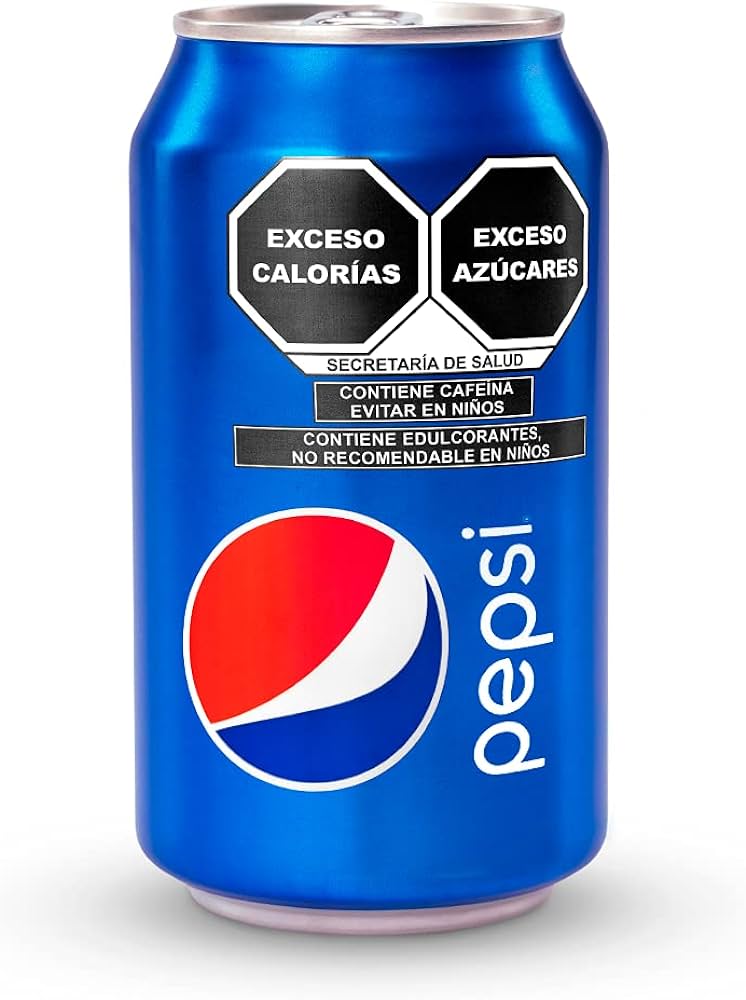 EXCESO
CALORÍAS
EXCESO
AZÚCARES
SECRETARÍA DE SALUD
CONTIENE CAFEÍNA
EVITAR EN NIÑOS
CONTIENE EDULCORANTES,
NO RECOMENDABLE EN NIÑOS
pepsi